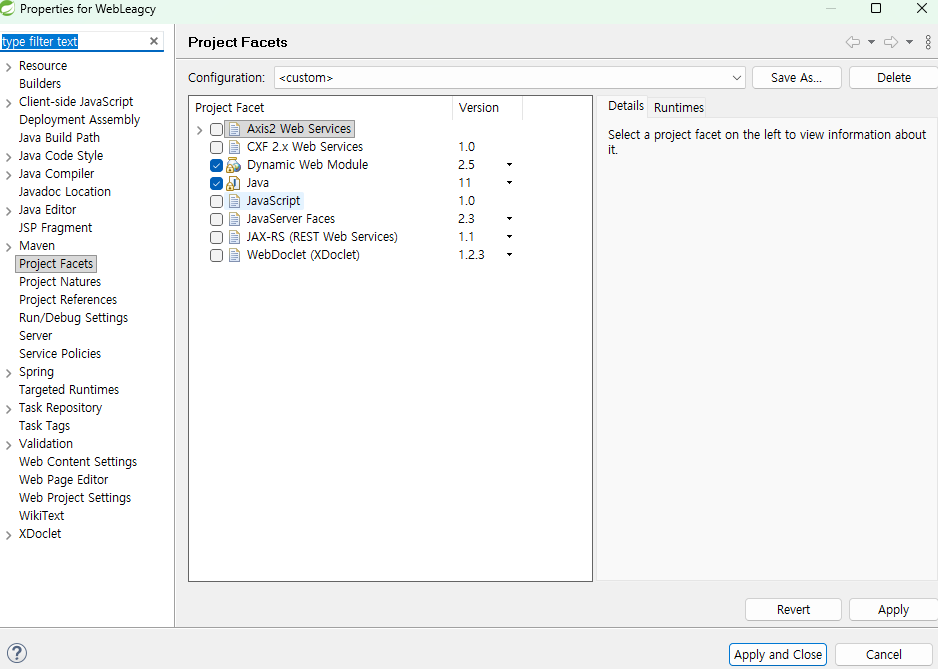 Properties for WebLeagcy
type filter text
Resource
Builders
Client-side JavaScript
Deployment Assembly
Java Build Path
Java Code Style
Java Compiler
Javadoc Location
Java Editor
JSP Fragment
Maven
Project Facets
Project Natures
Project References
Run/Debug Settings
Server
Service Policies
Spring
Targeted Runtimes
Task Repository
Task Tags
Validation
Web Content Settings
Web Page Editor
Web Project Settings
WikiText
XDoclet
Project Facets
Configuration: <custom> Save As... Delete
Project Facet Version
Axis2 Web Services
CXF 2.x Web Services 1.0
Dynamic Web Module 2.5
Java 11
JavaScript 1.0
JavaServer Faces 2.3
JAX-RS (REST Web Services) 1.1
WebDoclet (XDoclet) 1.2.3
Details Runtimes
Select a project facet on the left to view information about
it.
Revert Apply
Apply and Close Cancel